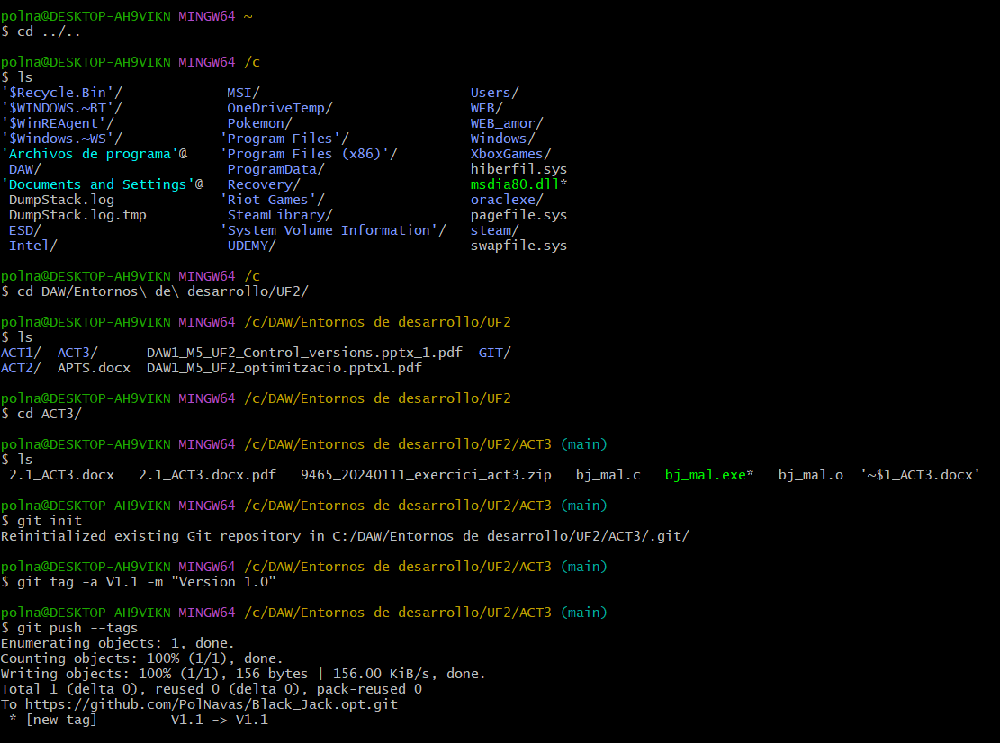 polna@DESKTOP-AH9VIKN MINGW64 ~
$ cd ../..
polna@DESKTOP-AH9VIKN MINGW64 /c
$ ls
'$Recycle.Bin'/ MSI/ Users/
'$WINDOWS.~BT'/ OneDriveTemp/ WEB/
'$WinREAgent'/ Pokemon/ WEB_amor/
'$Windows.~WS'/ 'Program Files'/ Windows/
'Archivos de programa'@ 'Program Files (x86)'/ XboxGames/
DAW/ ProgramData/ hiberfil.sys
'Documents and Settings'@ Recovery/ msdia80.dll*
DumpStack.log 'Riot Games'/ oraclexe/
DumpStack.log.tmp SteamLibrary/ pagefile.sys
ESD/ 'System Volume Information'/ steam/
Intel/ UDEMY/ swapfile.sys
polna@DESKTOP-AH9VIKN MINGW64 /c
$ cd DAW/Entornos\ de\ desarrollo/UF2/
polna@DESKTOP-AH9VIKN MINGW64 /c/DAW/Entornos de desarrollo/UF2
$ ls
ACT1/ ACT3/ DAW1_M5_UF2_Control_versions.pptx_1.pdf GIT/
ACT2/ APTS.docx DAW1_M5_UF2_optimitzacio.pptx1.pdf
polna@DESKTOP-AH9VIKN MINGW64 /c/DAW/Entornos de desarrollo/UF2
$ cd ACT3/
polna@DESKTOP-AH9VIKN MINGW64 /c/DAW/Entornos de desarrollo/UF2/ACT3 (main)
$ ls
2.1_ACT3.docx 2.1_ACT3.docx.pdf 9465_20240111_exercici_act3.zip bj_mal.c bj_mal.exe* bj_mal.o '~$1_ACT3.docx'
polna@DESKTOP-AH9VIKN MINGW64 /c/DAW/Entornos de desarrollo/UF2/ACT3 (main)
$ git init
Reinitialized existing Git repository in C:/DAW/Entornos de desarrollo/UF2/ACT3/.git/
polna@DESKTOP-AH9VIKN MINGW64 /c/DAW/Entornos de desarrollo/UF2/ACT3 (main)
$ git tag -a V1.1 -m "Version 1.0"
polna@DESKTOP-AH9VIKN MINGW64 /c/DAW/Entornos de desarrollo/UF2/ACT3 (main)
$ git push --tags
Enumerating objects: 1, done.
Counting objects: 100% (1/1), done.
Writing objects: 100% (1/1), 156 bytes | 156.00 KiB/s, done.
Total 1 (delta 0), reused 0 (delta 0), pack-reused 0
To https://github.com/PolNavas/Black_Jack.opt.git
* [new tag] V1.1 -> V1.1